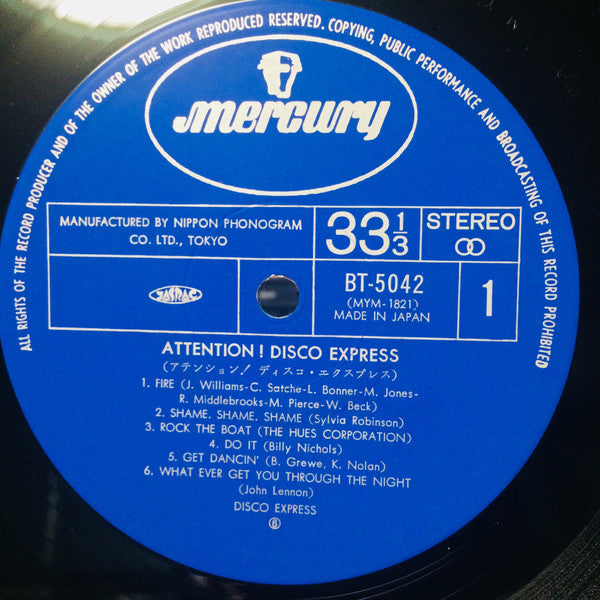 ALL RIGHTS OF THE RECORD PRODUCER AND OF THE OWNER OF THE WORK REPRODUCED RESERVED. COPYING, PUBLIC PERFORMANCE AND BROADCASTING OF THIS RECORD PROHIBITED
mercury
MANUFACTURED BY NIPPON PHONOGRAM
CO. LTD., TOKYO
33 1/3
STEREO
JASRAC
BT-5042
(MYM-1821)
MADE IN JAPAN
1
ATTENTION ! DISCO EXPRESS
(アテンション! ディスコ・エクスプレス)
1. FIRE (J. Williams-C. Satche-L. Bonner-M. Jones-
R. Middlebrooks-M. Pierce-W. Beck)
2. SHAME. SHAME. SHAME (Sylvia Robinson)
3. ROCK THE BOAT (THE HUES CORPORATION)
4. DO IT (Billy Nichols)
5. GET DANCIN' (B. Grewe, K. Nolan)
6. WHAT EVER GET YOU THROUGH THE NIGHT
(John Lennon)
DISCO EXPRESS
Ⓑ